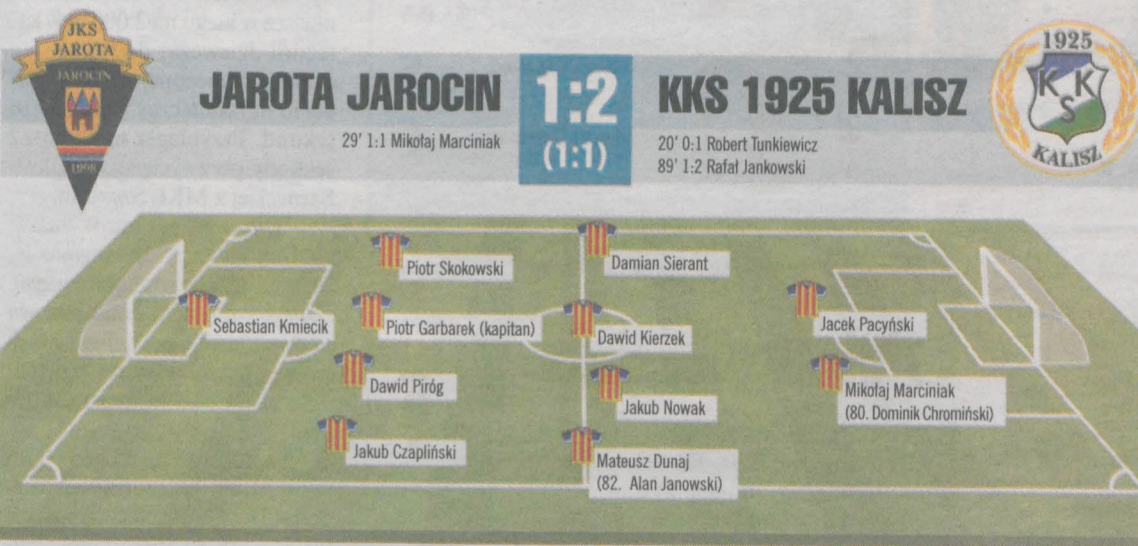 JKS
JAROTA
JAROCIN
1998
JAROTA JAROCIN
29' 1:1 Mikołaj Marciniak
1:2
(1:1)
KKS 1925 KALISZ
20' 0:1 Robert Tunkiewicz
89' 1:2 Rafał Jankowski
1925
KKS
KALISZ
Piotr Skokowski
Damian Sierant
Sebastian Kmiecik
Piotr Garbarek (kapitan)
Dawid Kierzek
Jacek Pacyński
Dawid Piróg
Jakub Nowak
Mikołaj Marciniak
(80. Dominik Chromiński)
Jakub Czapliński
Mateusz Dunaj
(82. Alan Janowski)